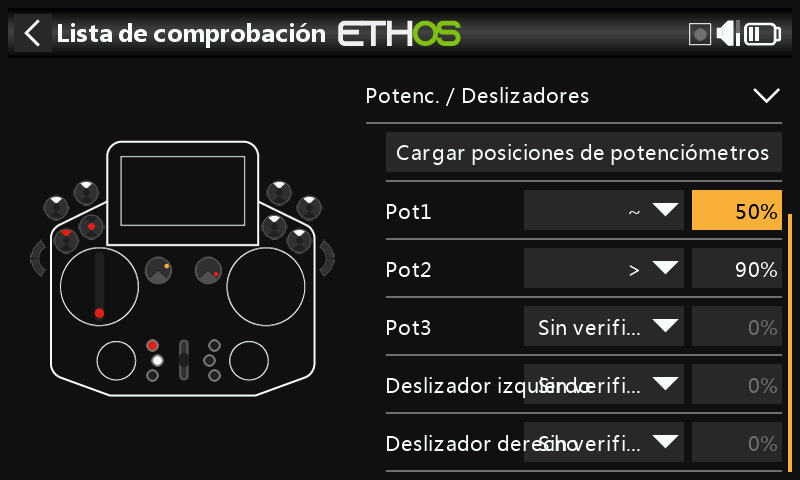 Lista de comprobación ETHOS
Potenc. / Deslizadores
Cargar posiciones de potenciómetros
Pot1 ~ 50%
Pot2 > 90%
Pot3 Sin verifi... 0%
Deslizador izquierdo Sin verifi... 0%
Deslizador derecho Sin verifi... 0%